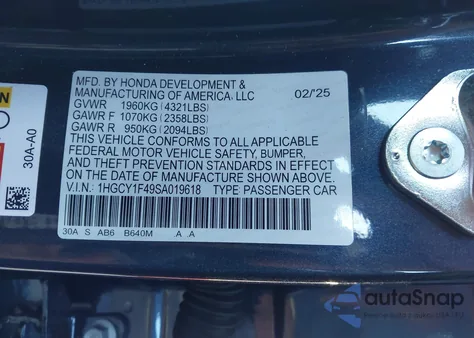 MFD. BY HONDA DEVELOPMENT &
MANUFACTURING OF AMERICA, LLC 02/'25
GVWR 1960KG (4321LBS)
GAWR F 1070KG (2358LBS)
GAWR R 950KG (2094LBS)
THIS VEHICLE CONFORMS TO ALL APPLICABLE
FEDERAL MOTOR VEHICLE SAFETY, BUMPER,
AND THEFT PREVENTION STANDARDS IN EFFECT
ON THE DATE OF MANUFACTURE SHOWN ABOVE.
V.I.N: 1HGCY1F49SA019618 TYPE: PASSENGER CAR
30A S AB6 B640M A A
30A-A0
autoSnap